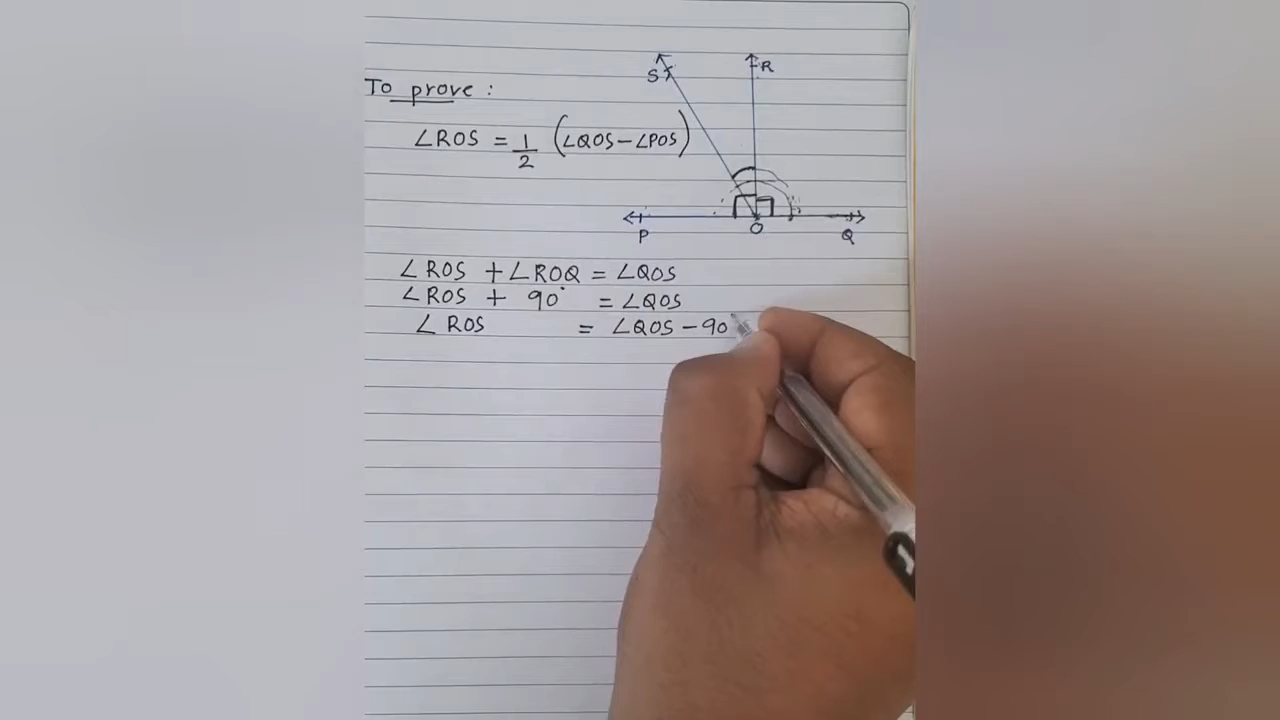 To prove :
∠ROS = 1/2 (∠QOS - ∠POS)
S
R
P
O
Q
∠ROS + ∠ROQ = ∠QOS
∠ROS + 90° = ∠QOS
∠ROS = ∠QOS - 90